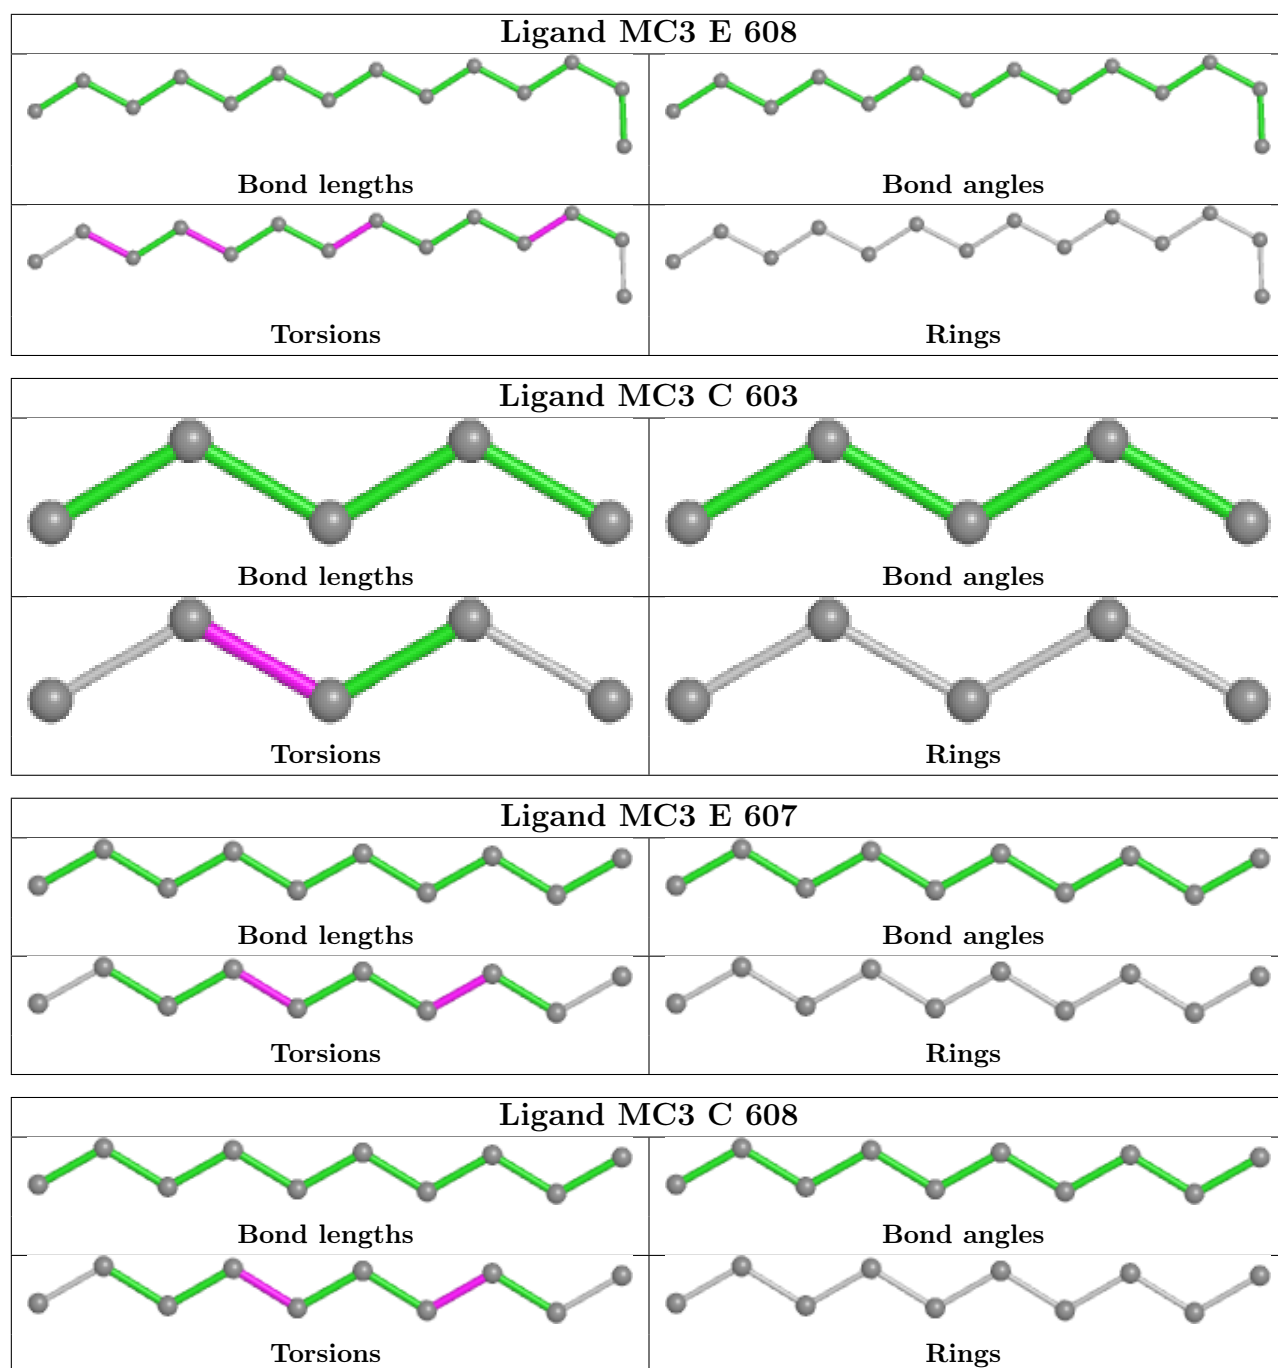 Ligand MC3 E 608
Bond lengths
Bond angles
Torsions
Rings
Ligand MC3 C 603
Bond lengths
Bond angles
Torsions
Rings
Ligand MC3 E 607
Bond lengths
Bond angles
Torsions
Rings
Ligand MC3 C 608
Bond lengths
Bond angles
Torsions
Rings